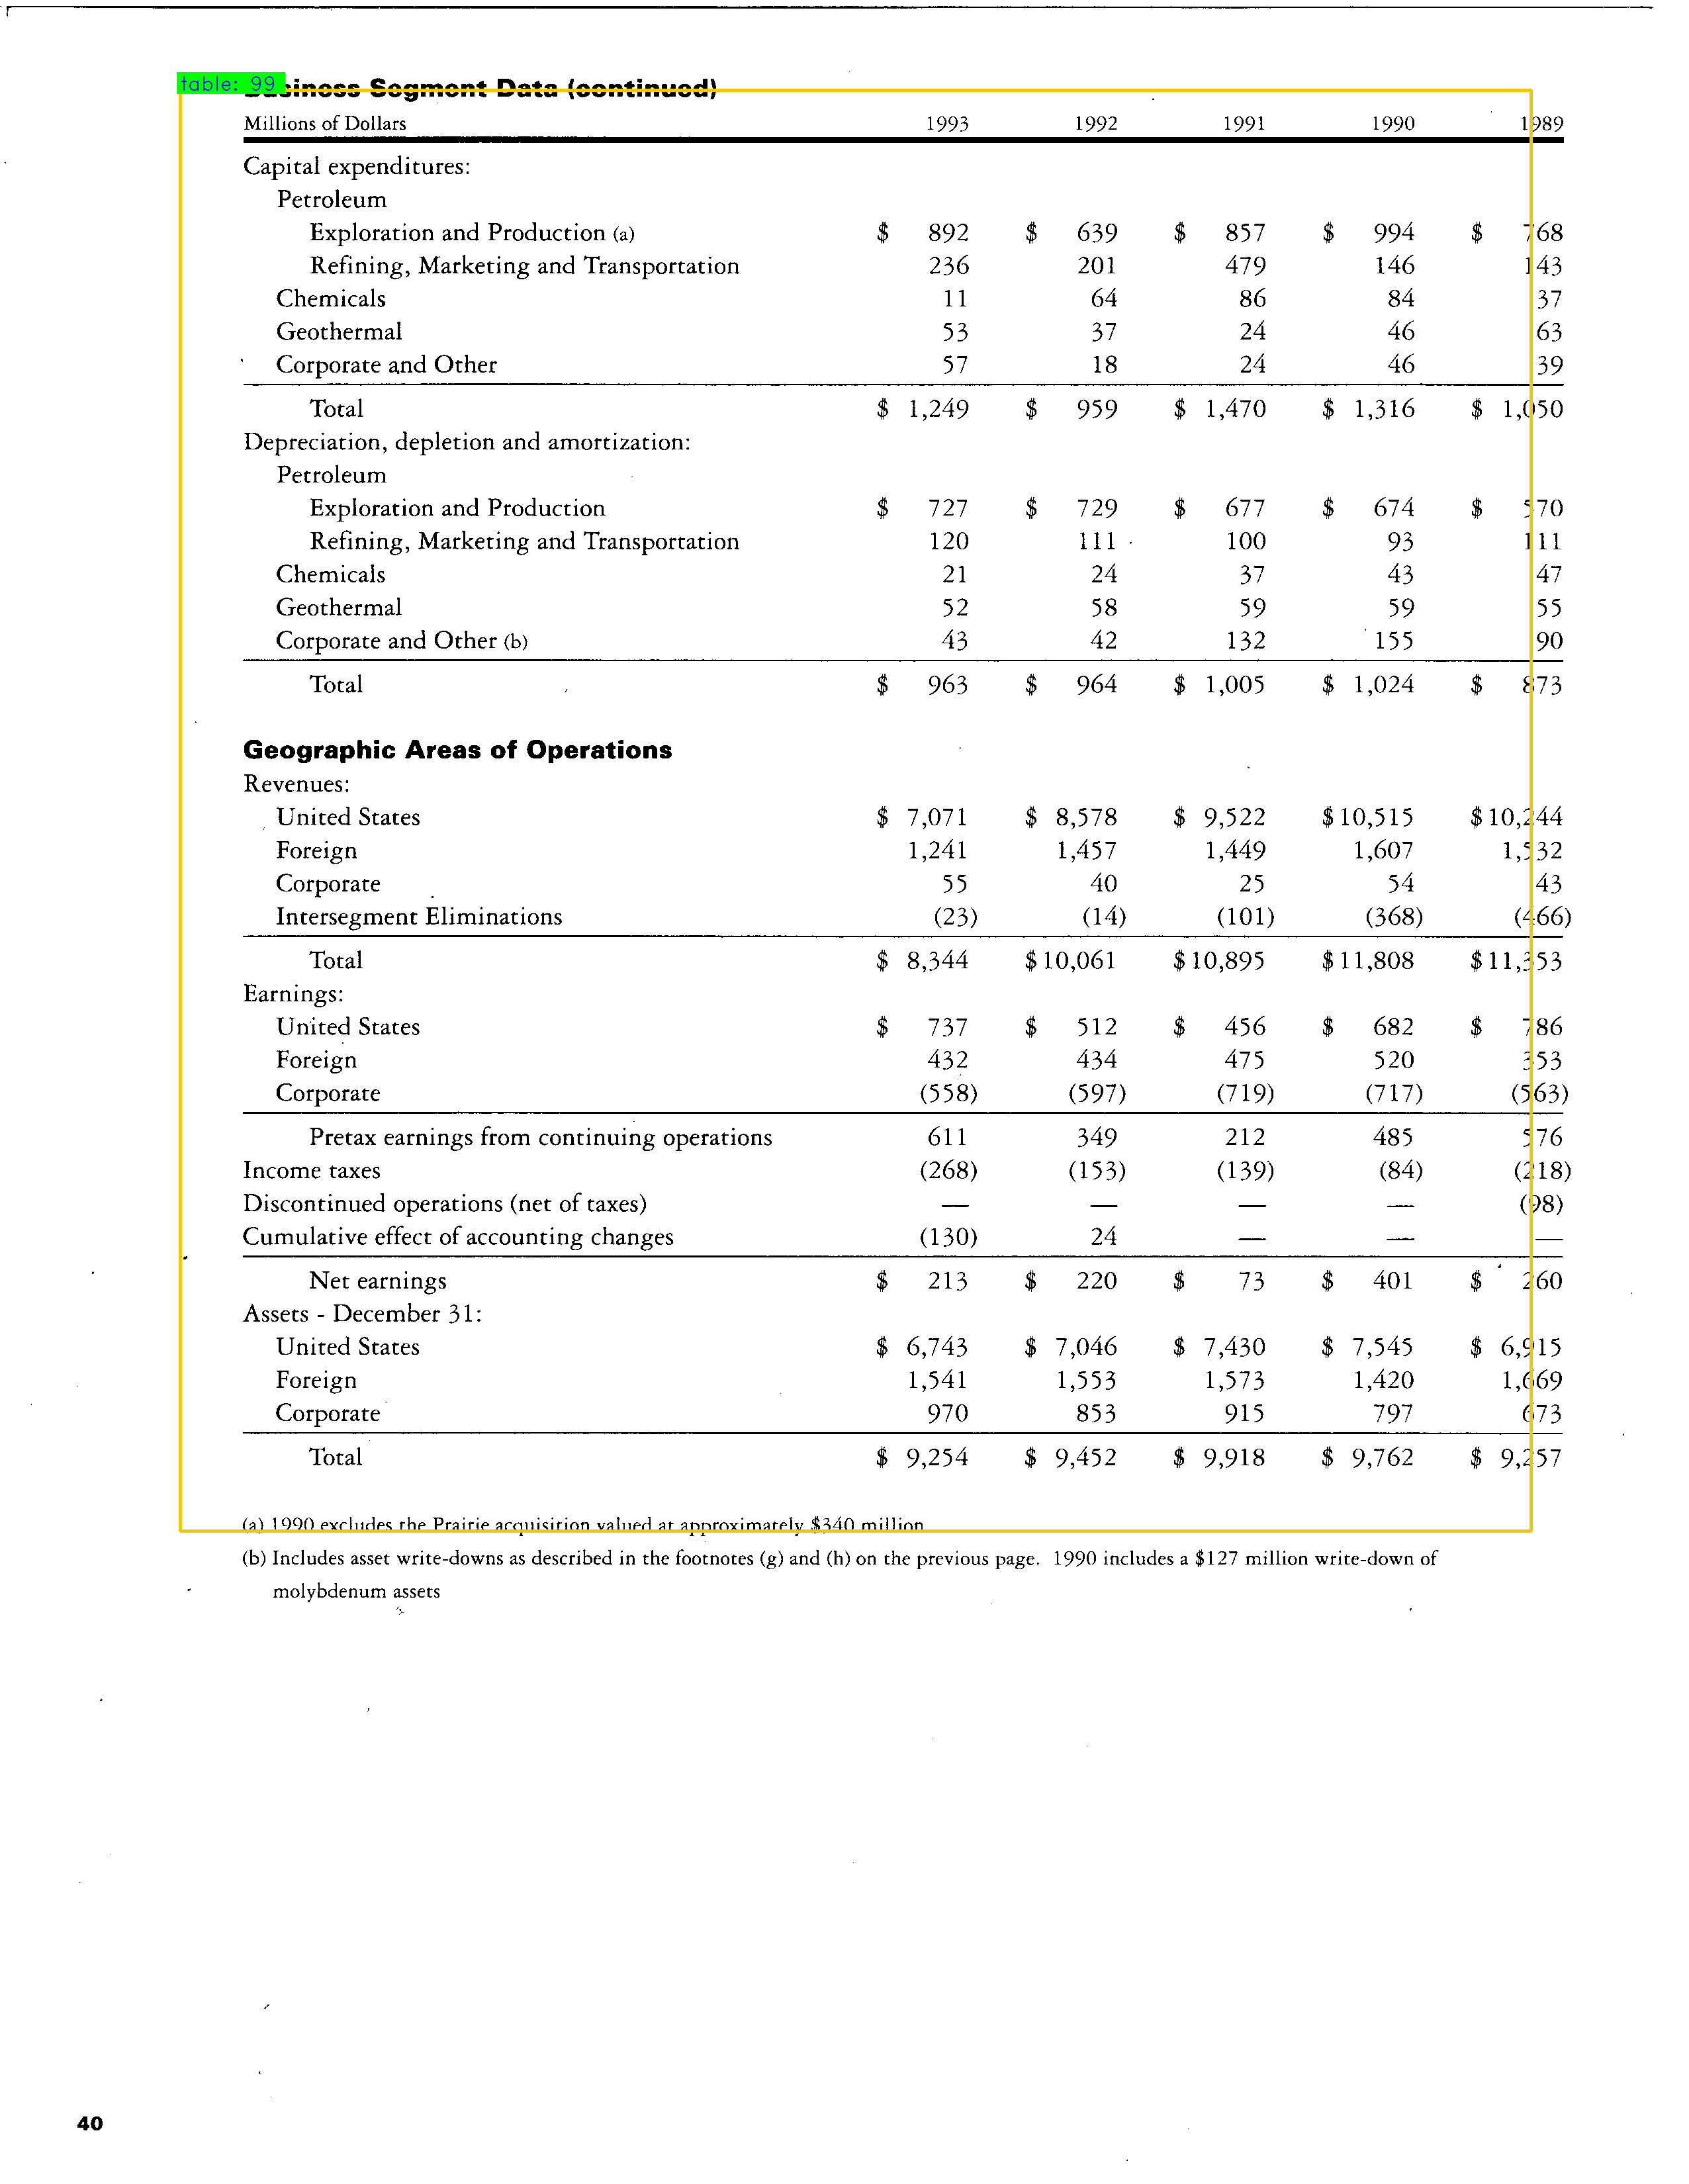 table: 99
Business Segment Data (continued)
Millions of Dollars 1993 1992 1991 1990 1989
Capital expenditures:
Petroleum
Exploration and Production (a) $ 892 $ 639 $ 857 $ 994 $ 768
Refining, Marketing and Transportation 236 201 479 146 143
Chemicals 11 64 86 84 37
Geothermal 53 37 24 46 63
Corporate and Other 57 18 24 46 39
Total $ 1,249 $ 959 $ 1,470 $ 1,316 $ 1,050
Depreciation, depletion and amortization:
Petroleum
Exploration and Production $ 727 $ 729 $ 677 $ 674 $ 570
Refining, Marketing and Transportation 120 111 100 93 111
Chemicals 21 24 37 43 47
Geothermal 52 58 59 59 55
Corporate and Other (b) 43 42 132 155 90
Total $ 963 $ 964 $ 1,005 $ 1,024 $ 873
Geographic Areas of Operations
Revenues:
United States $ 7,071 $ 8,578 $ 9,522 $10,515 $10,244
Foreign 1,241 1,457 1,449 1,607 1,532
Corporate 55 40 25 54 43
Intersegment Eliminations (23) (14) (101) (368) (466)
Total $ 8,344 $10,061 $10,895 $11,808 $11,353
Earnings:
United States $ 737 $ 512 $ 456 $ 682 $ 786
Foreign 432 434 475 520 353
Corporate (558) (597) (719) (717) (563)
Pretax earnings from continuing operations 611 349 212 485 576
Income taxes (268) (153) (139) (84) (218)
Discontinued operations (net of taxes) — — — — (98)
Cumulative effect of accounting changes (130) 24 — — —
Net earnings $ 213 $ 220 $ 73 $ 401 $ 260
Assets - December 31:
United States $ 6,743 $ 7,046 $ 7,430 $ 7,545 $ 6,915
Foreign 1,541 1,553 1,573 1,420 1,669
Corporate 970 853 915 797 673
Total $ 9,254 $ 9,452 $ 9,918 $ 9,762 $ 9,257
(a) 1990 excludes the Prairie acquisition valued at approximately $340 million
(b) Includes asset write-downs as described in the footnotes (g) and (h) on the previous page. 1990 includes a $127 million write-down of
molybdenum assets
40